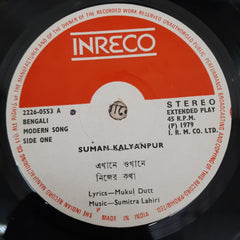 INRECO
2226-0553 A
BENGALI
MODERN SONG
SIDE ONE
STEREO
EXTENDED PLAY
45 R.P.M.
Ⓟ 1979
I. R. M. CO. LTD.
SUMAN KALYANPUR
এখানে ওখানে
নিজের কথা
Lyrics—Mukul Dutt
Music—Sumitra Lahiri
MADE IN INDIA